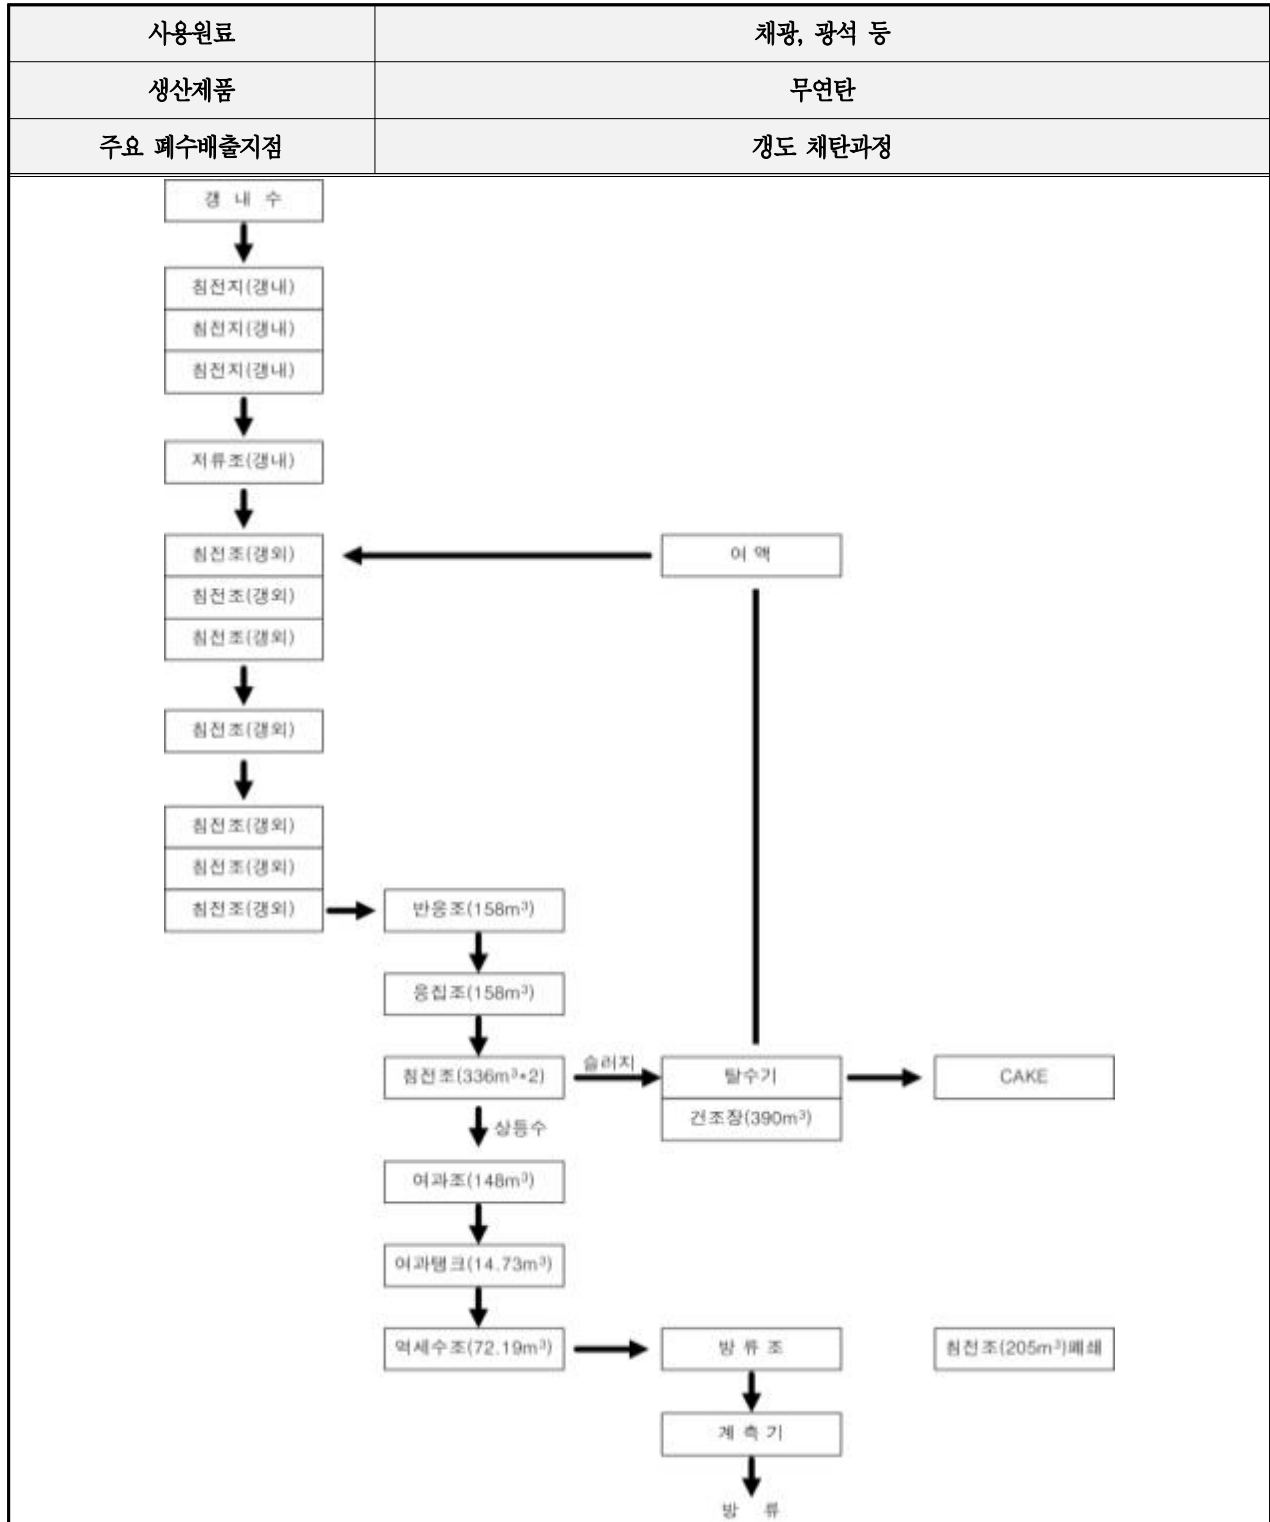 사용원료 채광, 광석 등
생산제품 무연탄
주요 폐수배출지점 갱도 채탄과정
갱 내 수
침전지(갱내)
침전지(갱내)
침전지(갱내)
저류조(갱내)
침전조(갱외) 여 액
침전조(갱외)
침전조(갱외)
침전조(갱외)
침전조(갱외)
침전조(갱외)
침전조(갱외) 반응조(158m³)
응집조(158m³)
침전조(336m³*2) 슬러지 탈수기 CAKE
건조장(390m³)
상등수
여과조(148m³)
여과탱크(14.73m³)
역세수조(72.19m³) 방 류 조 침전조(205m³)폐쇄
계 측 기
방 류